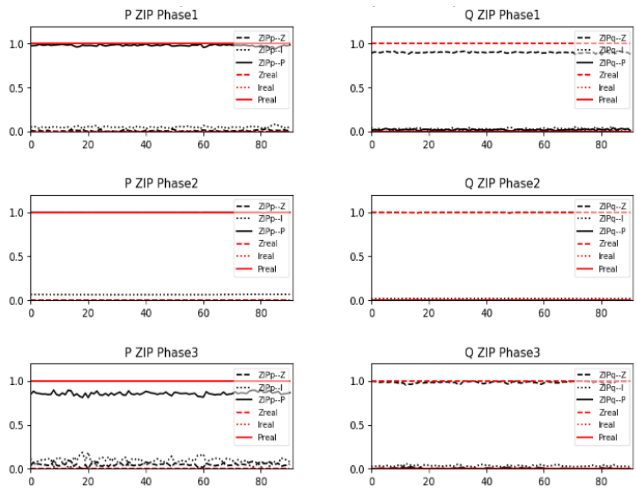 P ZIP Phase1
1.0
0.5
0.0
0 20 40 60 80
ZIPp--Z
ZIPp--I
ZIPp--P
Zreal
Ireal
Preal
Q ZIP Phase1
1.0
0.5
0.0
0 20 40 60 80
ZIPq--Z
ZIPq--I
ZIPq--P
Zreal
Ireal
Preal
P ZIP Phase2
1.0
0.5
0.0
0 20 40 60 80
ZIPp--Z
ZIPp--I
ZIPp--P
Zreal
Ireal
Preal
Q ZIP Phase2
1.0
0.5
0.0
0 20 40 60 80
ZIPq--Z
ZIPq--I
ZIPq--P
Zreal
Ireal
Preal
P ZIP Phase3
1.0
0.5
0.0
0 20 40 60 80
ZIPp--Z
ZIPp--I
ZIPp--P
Zreal
Ireal
Preal
Q ZIP Phase3
1.0
0.5
0.0
0 20 40 60 80
ZIPq--Z
ZIPq--I
ZIPq--P
Zreal
Ireal
Preal